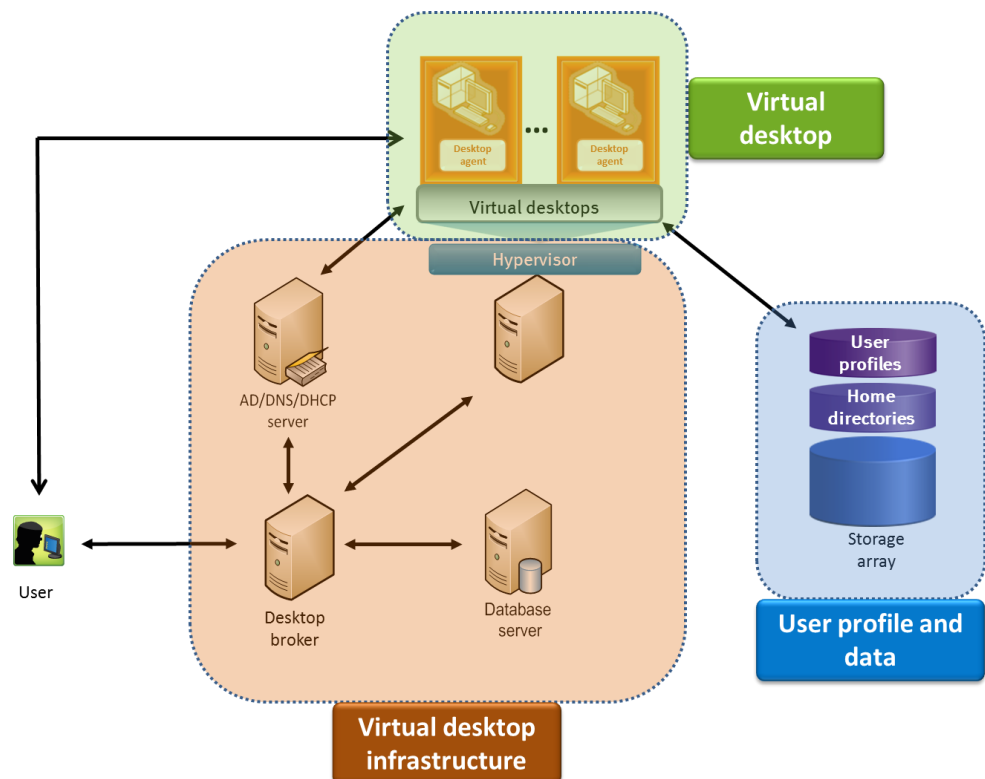 Virtual
desktop
Desktop
agent
...
Desktop
agent
Virtual desktops
Hypervisor
AD/DNS/DHCP
server
User
profiles
Home
directories
Storage
array
User
Desktop
broker
Database
server
User profile and
data
Virtual desktop
infrastructure